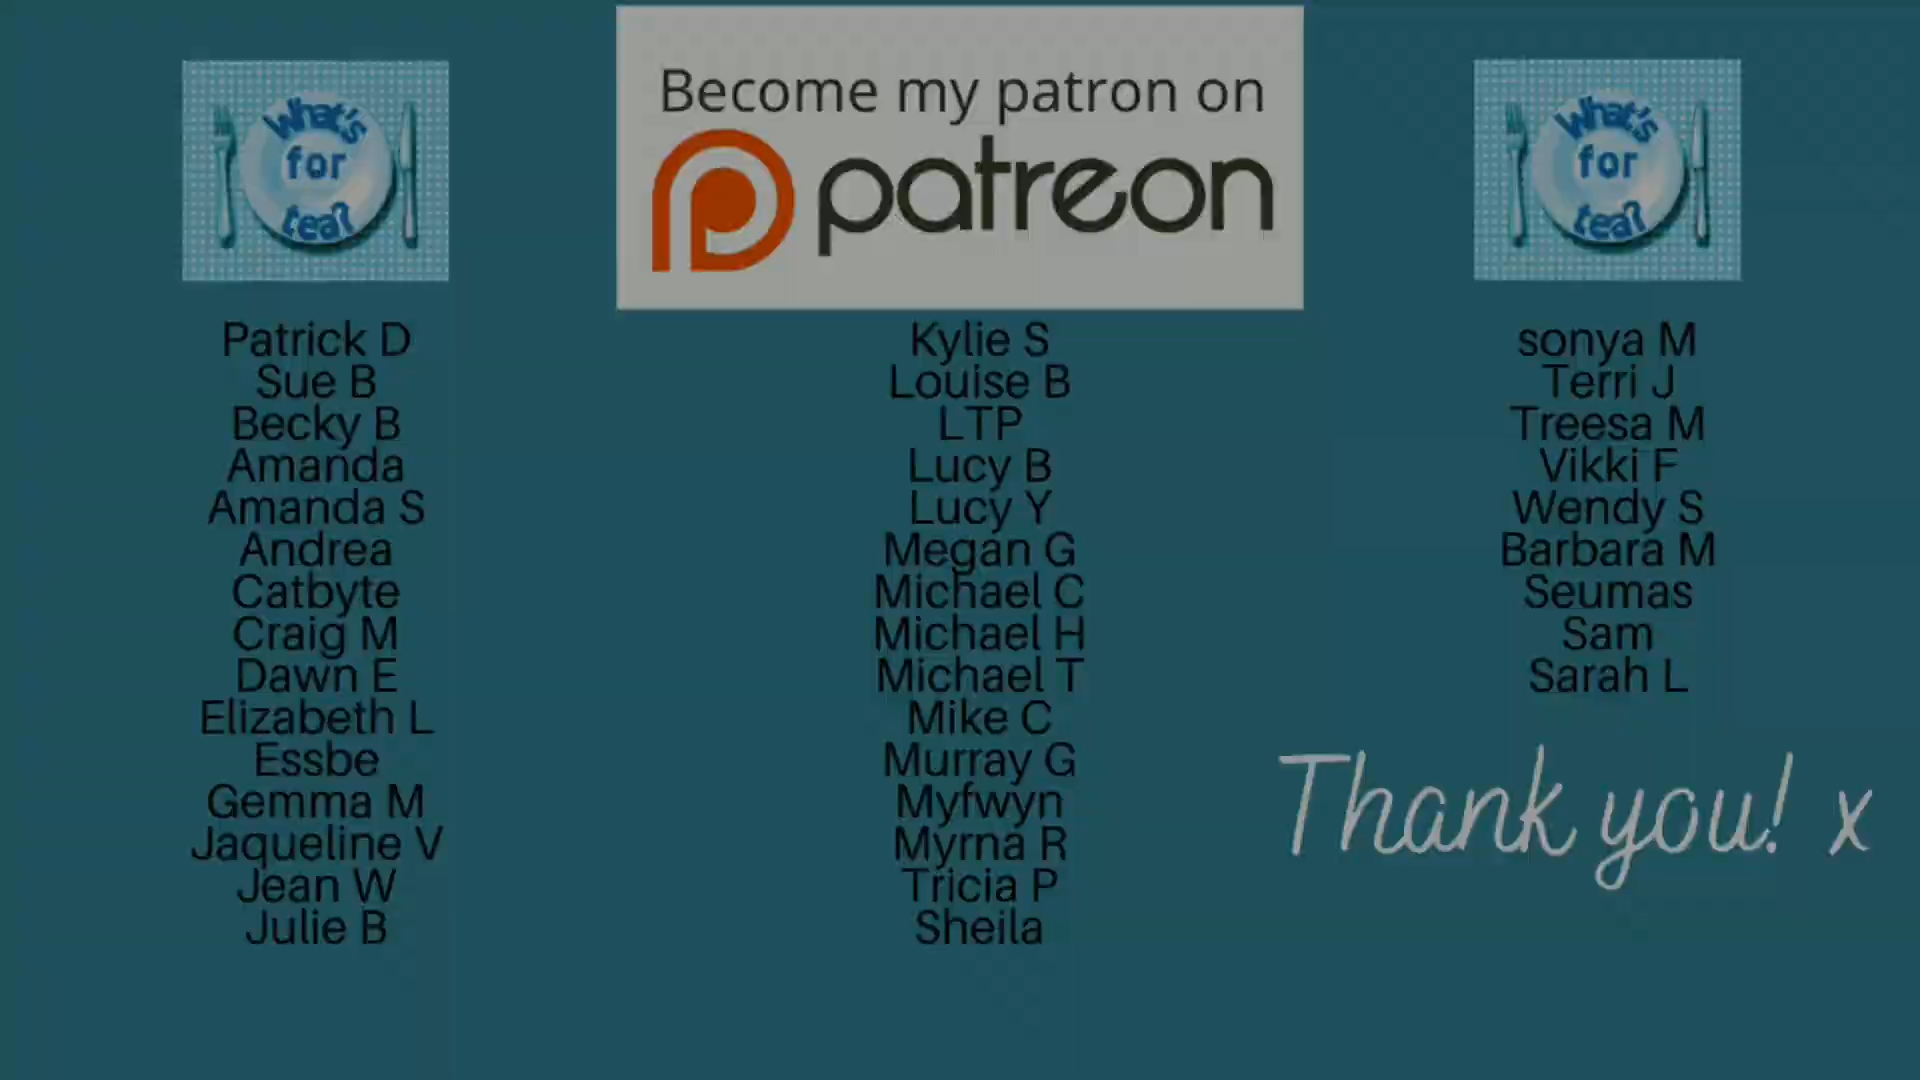 What's
for
tea?
Become my patron on
patreon
What's
for
tea?
Patrick D
Sue B
Becky B
Amanda
Amanda S
Andrea
Catbyte
Craig M
Dawn E
Elizabeth L
Essbe
Gemma M
Jaqueline V
Jean W
Julie B
Kylie S
Louise B
LTP
Lucy B
Lucy Y
Megan G
Michael C
Michael H
Michael T
Mike C
Murray G
Myfwyn
Myrna R
Tricia P
Sheila
sonya M
Terri J
Treesa M
Vikki F
Wendy S
Barbara M
Seumas
Sam
Sarah L
Thank you! x